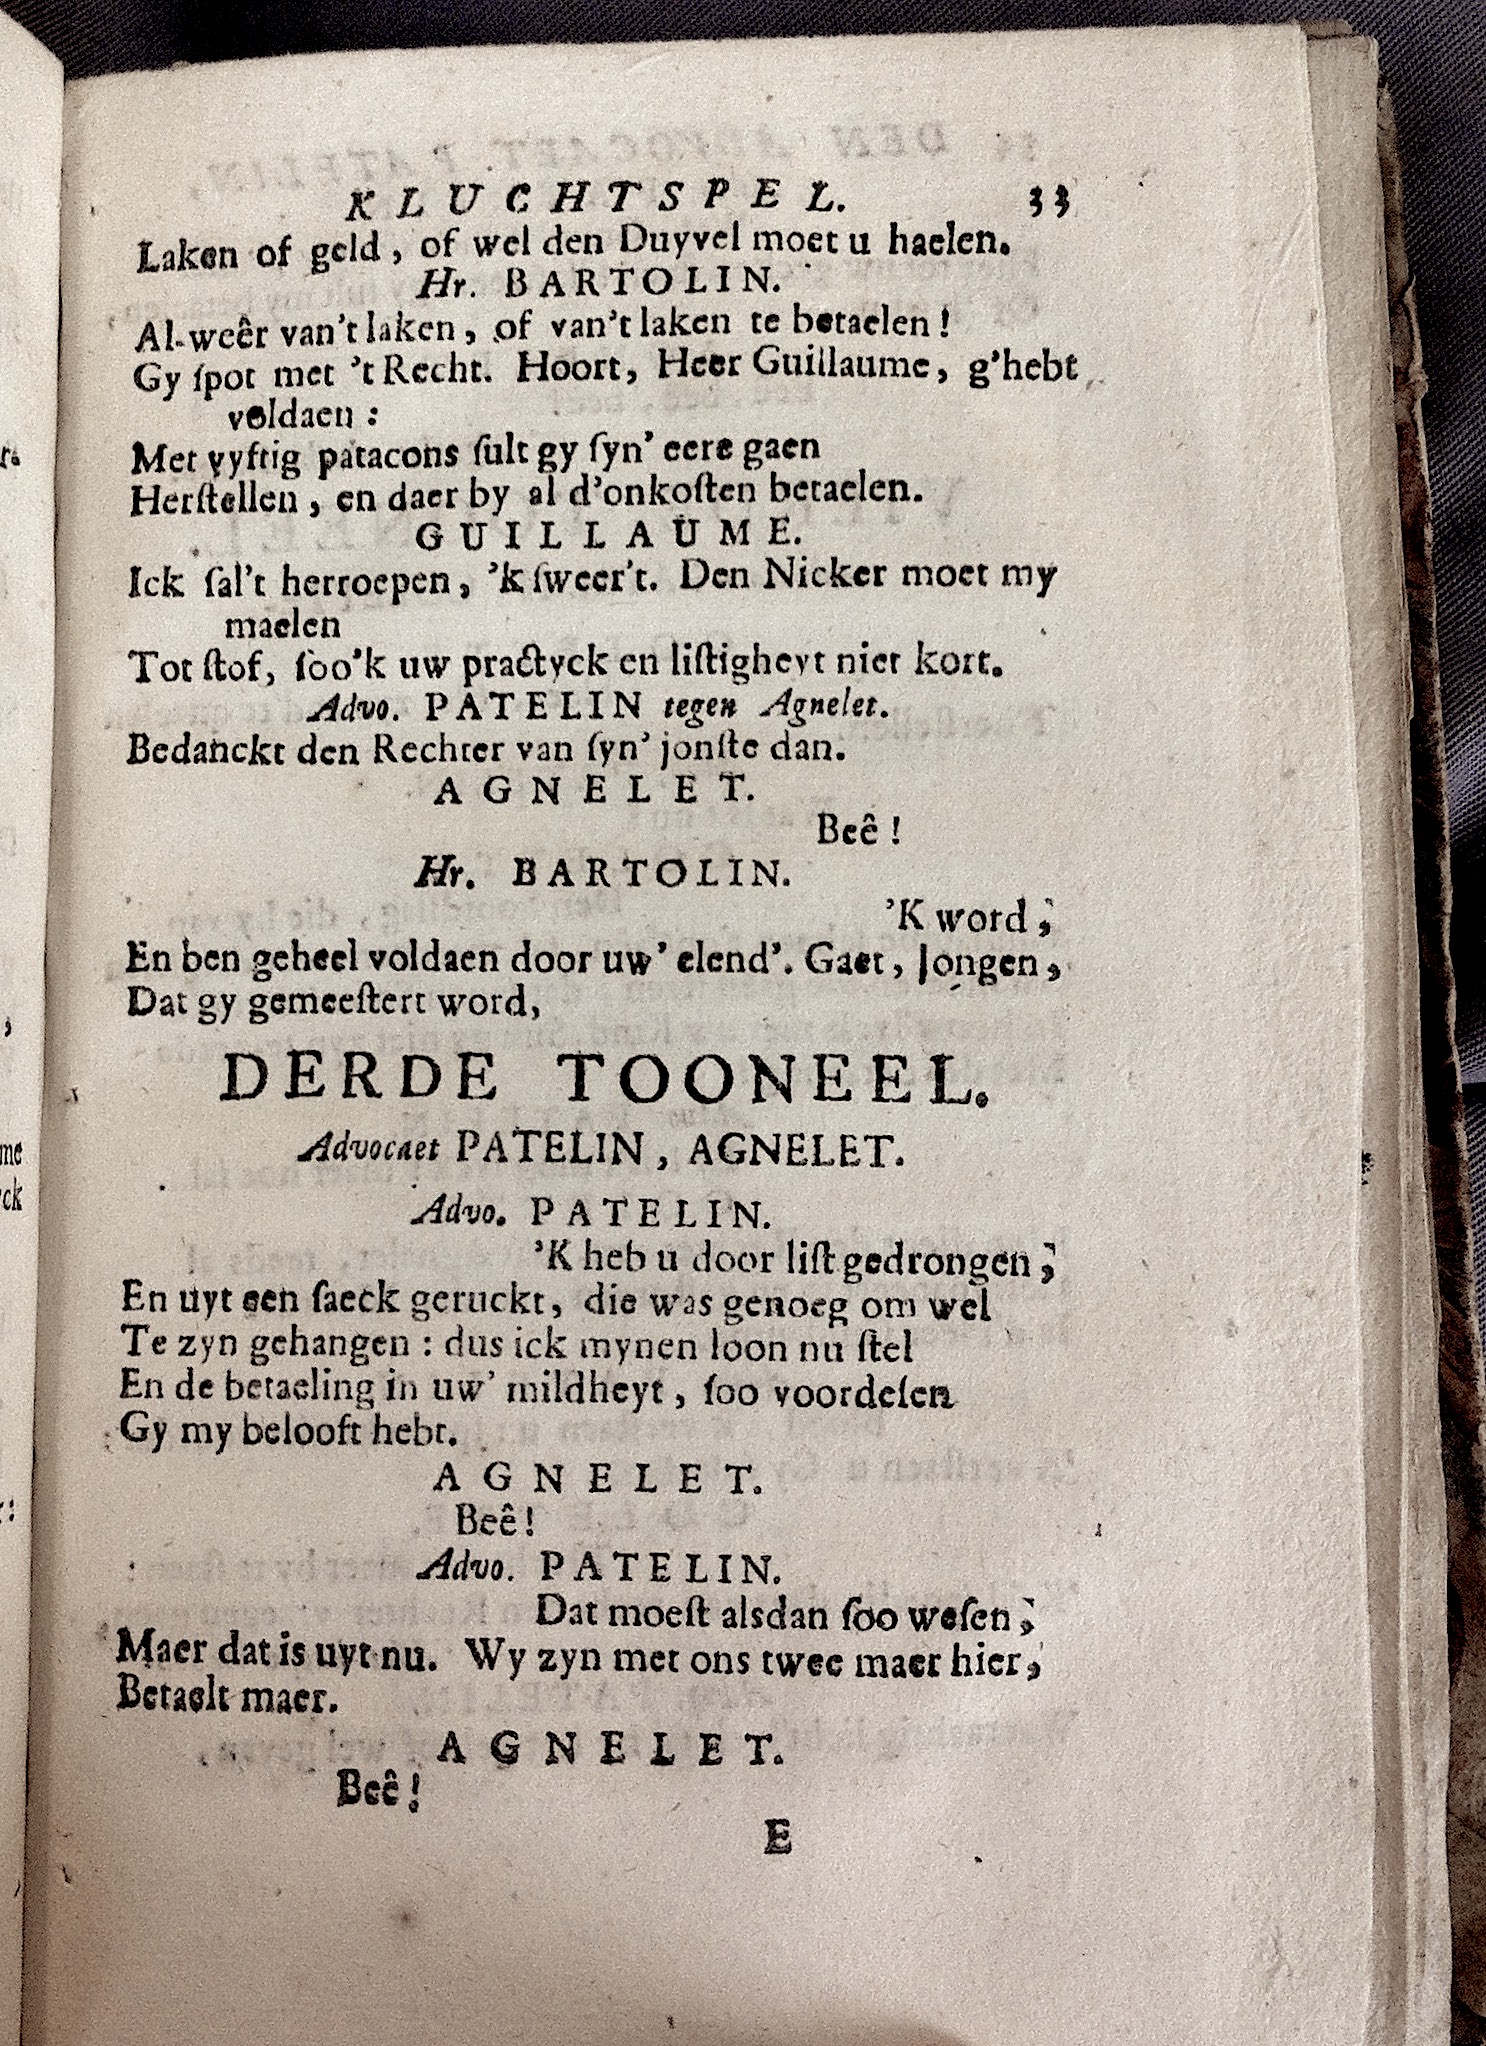 KLUCHTSPEL. 33
Laken of geld, of wel den Duyvel moet u haelen.
Hr. BARTOLIN.
Al-weêr van't laken, of van't laken te betaelen!
Gy ſpot met 't Recht. Hoort, Heer Guillaume, g'hebt
voldaen:
Met vyftig patacons ſult gy ſyn' eere gaen
Herſtellen, en daer by al d'onkoſten betaelen.
GUILLAUME.
Ick ſal't herroepen, 'k ſweer't. Den Nicker moet my
maelen
Tot ſtof, ſoo'k uw practyck en liſtigheyt niet kort.
Advo. PATELIN tegen Agnelet.
Bedanckt den Rechter van ſyn' jonſte dan.
AGNELET.
Beê!
Hr. BARTOLIN.
'K word,
En ben geheel voldaen door uw' elend'. Gaet, Jongen,
Dat gy gemeeſtert word,
DERDE TOONEEL.
Advocaet PATELIN, AGNELET.
Advo. PATELIN.
'K heb u door liſt gedrongen,
En uyt een ſaeck geruckt, die was genoeg om wel
Te zyn gehangen: dus ick mynen loon nu ſtel
En de betaeling in uw' mildheyt, ſoo voordeſen
Gy my belooft hebt.
AGNELET.
Beê!
Advo. PATELIN.
Dat moeſt alsdan ſoo weſen,
Maer dat is uyt nu. Wy zyn met ons twee maer hier,
Betaelt maer.
AGNELET.
Beê!
E